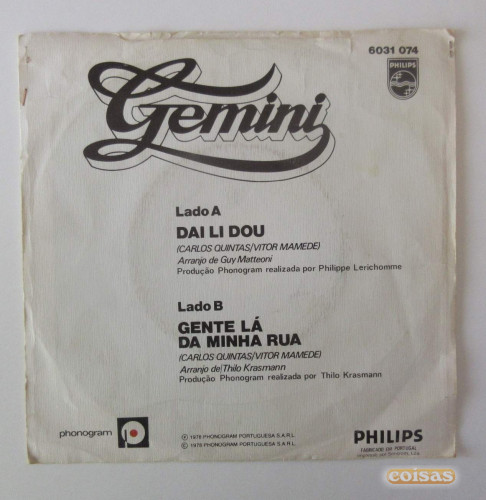 6031 074
PHILIPS
Gemini
Lado A
DAI LI DOU
(CARLOS QUINTAS/VITOR MAMEDE)
Arranjo de Guy Matteoni
Produção Phonogram realizada por Philippe Lerichomme
Lado B
GENTE LÁ
DA MINHA RUA
(CARLOS QUINTAS/VITOR MAMEDE)
Arranjo de/Thilo Krasmann
Produção Phonogram realizada por Thilo Krasmann
phonogram
℗ 1978 PHONOGRAM PORTUGUESA S.A.R.L.
© 1978 PHONOGRAM PORTUGUESA S.A.R.L.
PHILIPS
FABRICADO EM PORTUGAL
coisas